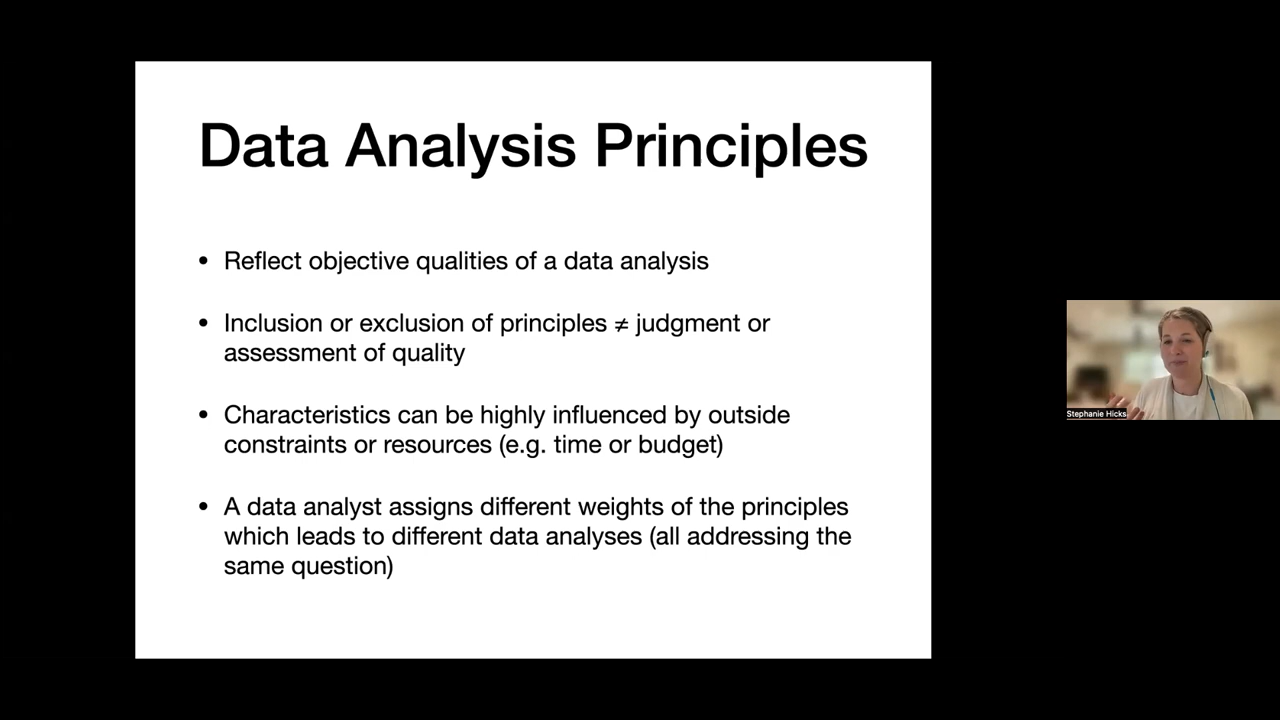 Data Analysis Principles
• Reflect objective qualities of a data analysis
• Inclusion or exclusion of principles ≠ judgment or
assessment of quality
• Characteristics can be highly influenced by outside
constraints or resources (e.g. time or budget)
• A data analyst assigns different weights of the principles
which leads to different data analyses (all addressing the
same question)
Stephanie Hicks